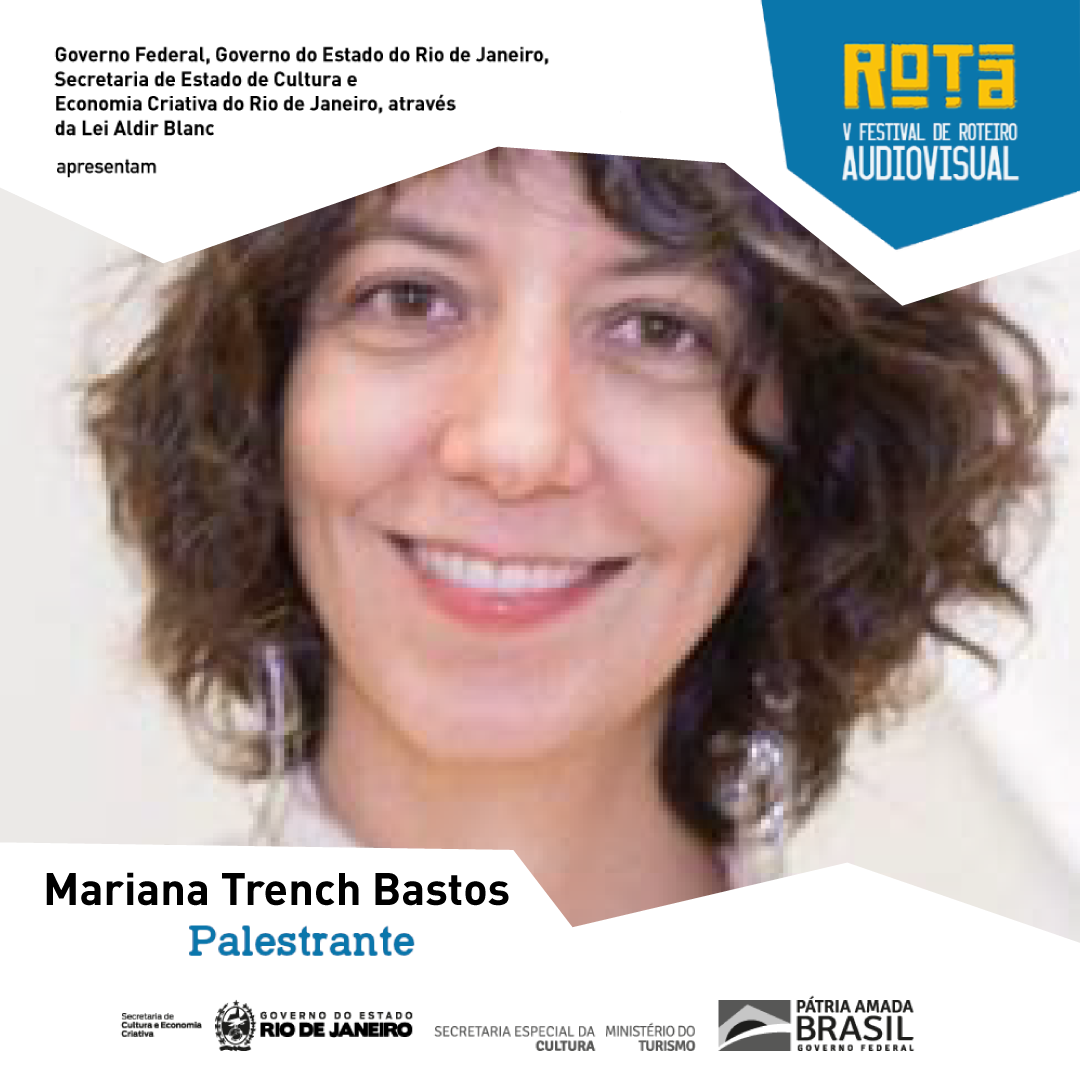 Governo Federal, Governo do Estado do Rio de Janeiro,
Secretaria de Estado de Cultura e
Economia Criativa do Rio de Janeiro, através
da Lei Aldir Blanc
apresentam
ROTA
V FESTIVAL DE ROTEIRO
AUDIOVISUAL
Mariana Trench Bastos
Palestrante
Secretaria de
Cultura e Economia
Criativa
GOVERNO DO ESTADO
RIO DE JANEIRO
SECRETARIA ESPECIAL DA
CULTURA
MINISTÉRIO DO
TURISMO
PÁTRIA AMADA
BRASIL
GOVERNO FEDERAL